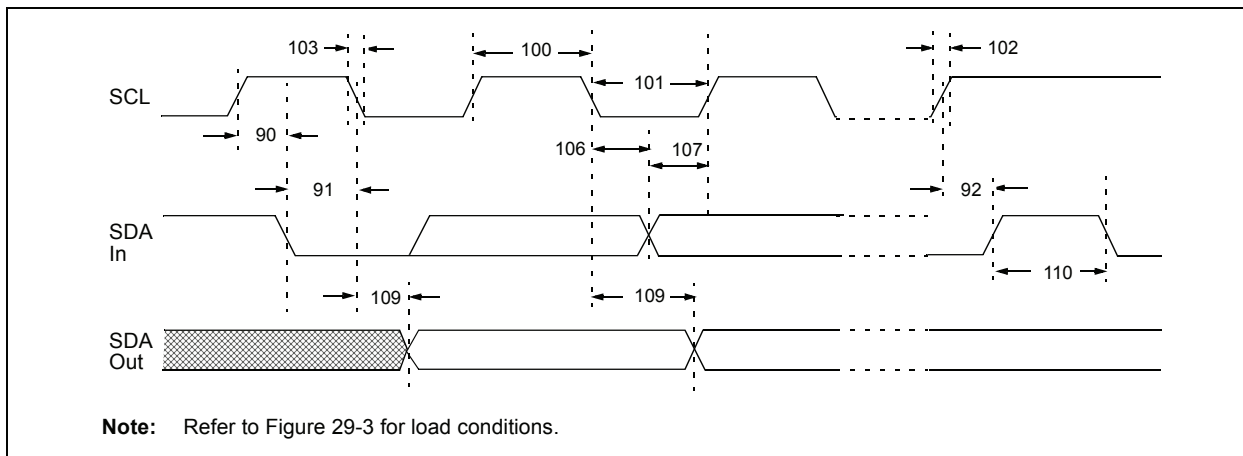 103
100
102
101
SCL
90
106
107
91
92
SDA
In
109
109
110
SDA
Out
Note: Refer to Figure 29-3 for load conditions.